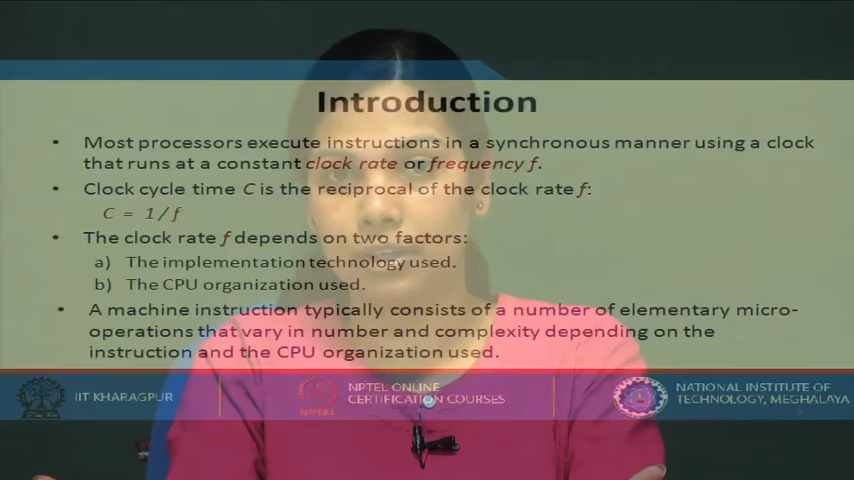 Introduction
• Most processors execute instructions in a synchronous manner using a clock
that runs at a constant clock rate or frequency f.
• Clock cycle time C is the reciprocal of the clock rate f:
C = 1 / f
• The clock rate f depends on two factors:
a) The implementation technology used.
b) The CPU organization used.
• A machine instruction typically consists of a number of elementary micro-
operations that vary in number and complexity depending on the
instruction and the CPU organization used.
IIT KHARAGPUR
NPTEL
NPTEL ONLINE
CERTIFICATION COURSES
NATIONAL INSTITUTE OF
TECHNOLOGY, MEGHALAYA